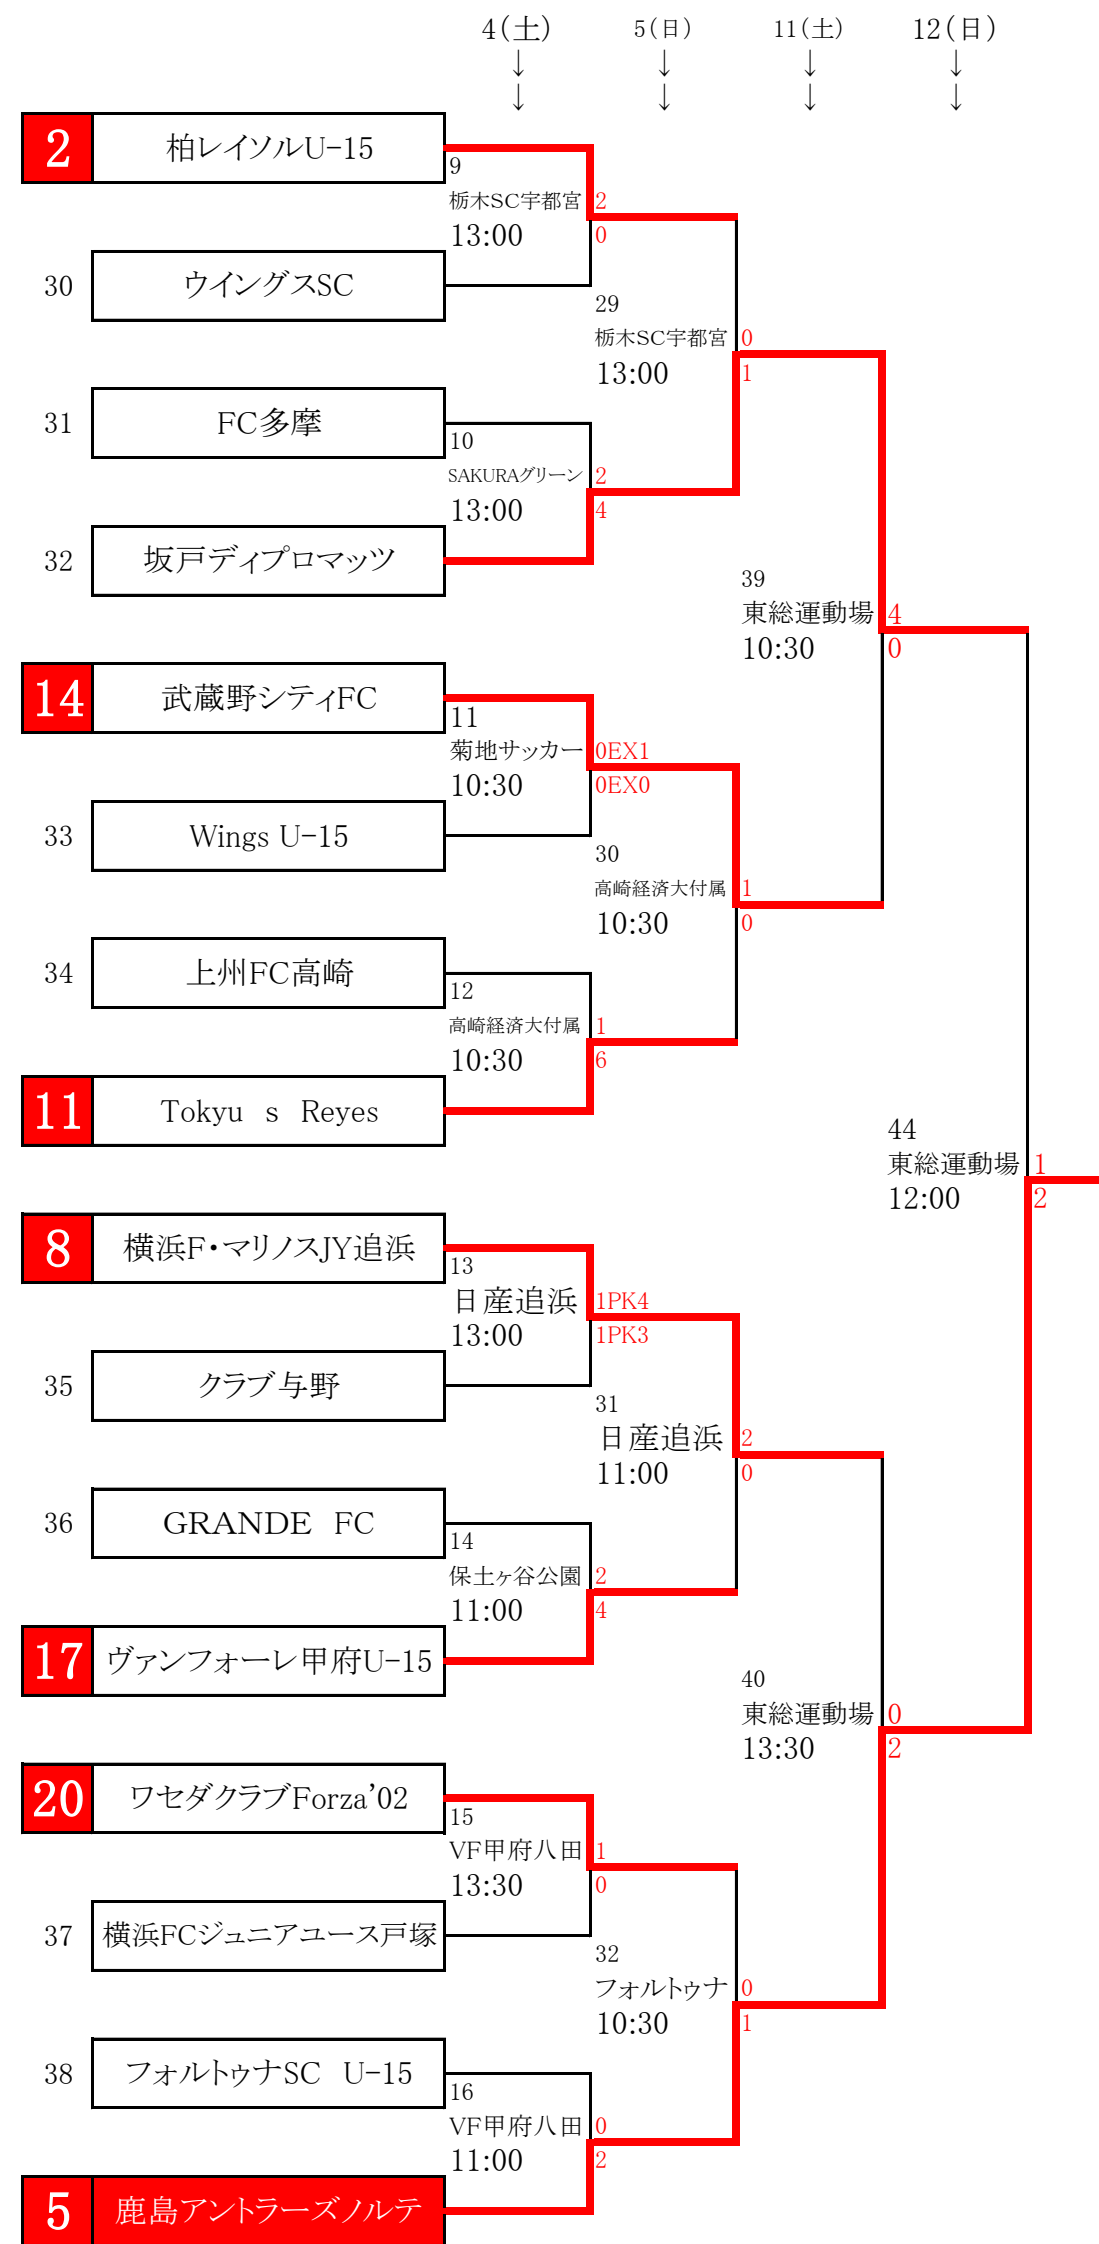 4(土) 5(日) 11(土) 12(日)
↓ ↓ ↓ ↓
↓ ↓ ↓ ↓
2 柏レイソルU-15
9
栃木SC宇都宮 2
13:00 0
30 ウイングスSC
29
栃木SC宇都宮 0
13:00 1
31 FC多摩
10
SAKURAグリーン 2
13:00 4
32 坂戸ディプロマッツ
39
東総運動場 4
10:30 0
14 武蔵野シティFC
11
菊地サッカー 0EX1
10:30 0EX0
33 Wings U-15
30
高崎経済大付属 1
10:30 0
34 上州FC高崎
12
高崎経済大付属 1
10:30 6
11 Tokyu s Reyes
44
東総運動場 1
12:00 2
8 横浜F・マリノスJY追浜
13
日産追浜 1PK4
13:00 1PK3
35 クラブ与野
31
日産追浜 2
11:00 0
36 GRANDE FC
14
保土ヶ谷公園 2
11:00 4
17 ヴァンフォーレ甲府U-15
40
東総運動場 0
13:30 2
20 ワセダクラブForza’02
15
VF甲府八田 1
13:30 0
37 横浜FCジュニアユース戸塚
32
フォルトゥナ 0
10:30 1
38 フォルトゥナSC U-15
16
VF甲府八田 0
11:00 2
5 鹿島アントラーズノルテ